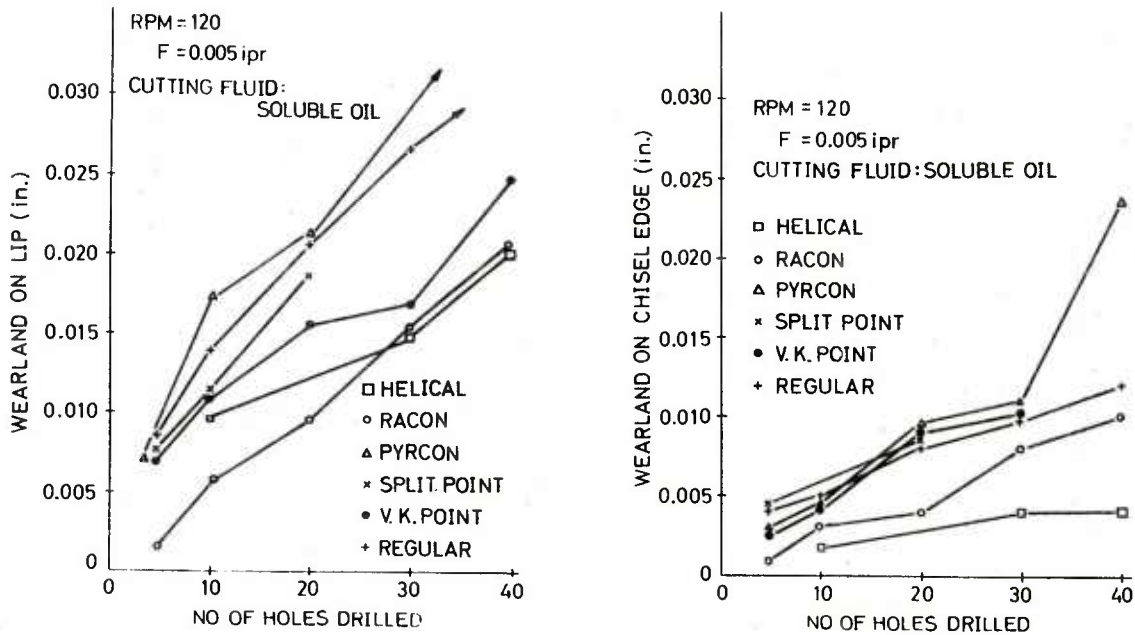 RPM = 120
F = 0.005 ipr
CUTTING FLUID:
SOLUBLE OIL
WEARLAND ON LIP (in.)
0.030
0.025
0.020
0.015
0.010
0.005
0
HELICAL
RACON
PYRCON
SPLIT. POINT
V. K. POINT
REGULAR
0 10 20 30 40
NO OF HOLES DRILLED
WEARLAND ON CHISEL EDGE (in.)
0.030
0.025
0.020
0.015
0.010
0.005
0
RPM = 120
F = 0.005 ipr
CUTTING FLUID: SOLUBLE OIL
HELICAL
RACON
PYRCON
SPLIT POINT
V. K. POINT
REGULAR
0 10 20 30 40
NO OF HOLES DRILLED